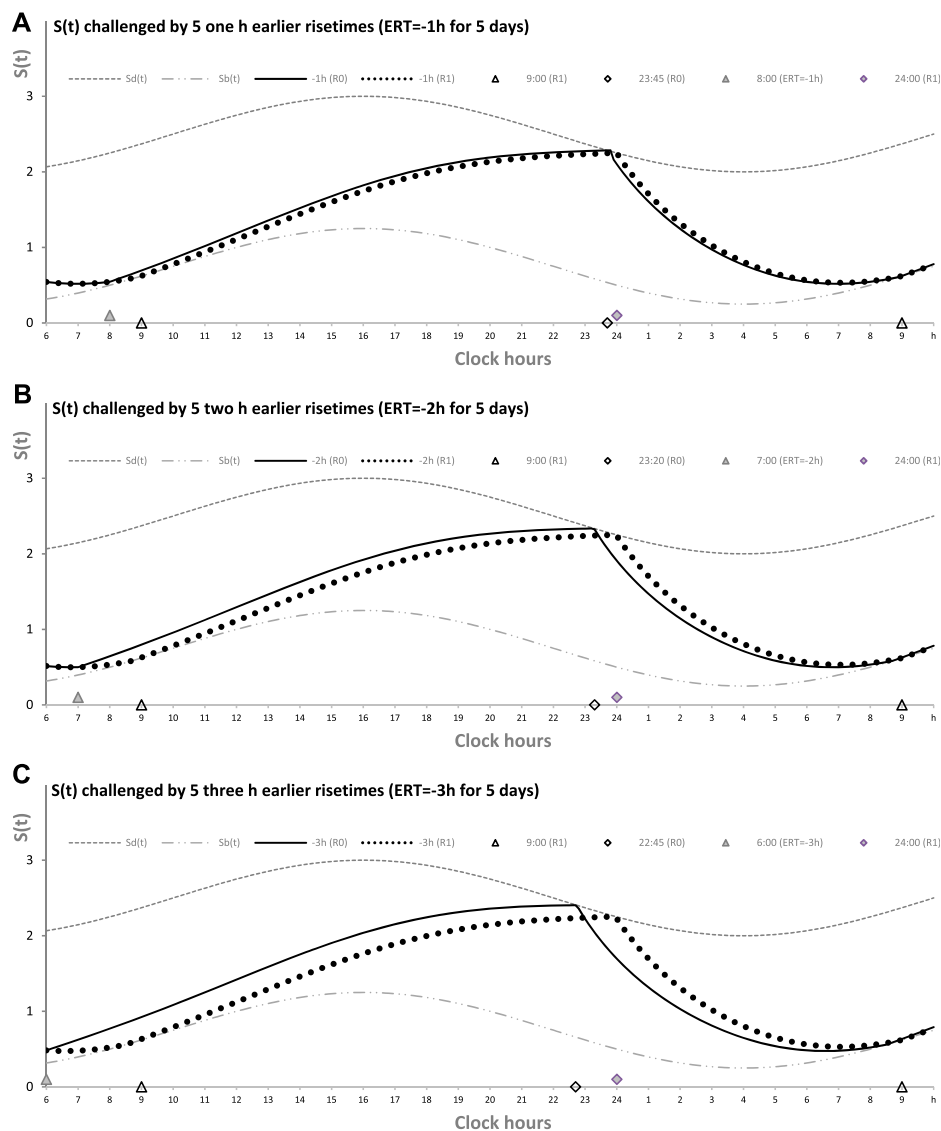 A
S(t) challenged by 5 one h earlier risetimes (ERT=-1h for 5 days)
S(t)
Sd(t) Sb(t) -1h (R0) -1h (R1) 9:00 (R1) 23:45 (R0) 8:00 (ERT=-1h) 24:00 (R1)
3
2
1
0
6 7 8 9 10 11 12 13 14 15 16 17 18 19 20 21 22 23 24 1 2 3 4 5 6 7 8 9 h
Clock hours
B
S(t) challenged by 5 two h earlier risetimes (ERT=-2h for 5 days)
S(t)
Sd(t) Sb(t) -2h (R0) -2h (R1) 9:00 (R1) 23:20 (R0) 7:00 (ERT=-2h) 24:00 (R1)
3
2
1
0
6 7 8 9 10 11 12 13 14 15 16 17 18 19 20 21 22 23 24 1 2 3 4 5 6 7 8 9 h
Clock hours
C
S(t) challenged by 5 three h earlier risetimes (ERT=-3h for 5 days)
S(t)
Sd(t) Sb(t) -3h (R0) -3h (R1) 9:00 (R1) 22:45 (R0) 6:00 (ERT=-3h) 24:00 (R1)
3
2
1
0
6 7 8 9 10 11 12 13 14 15 16 17 18 19 20 21 22 23 24 1 2 3 4 5 6 7 8 9 h
Clock hours